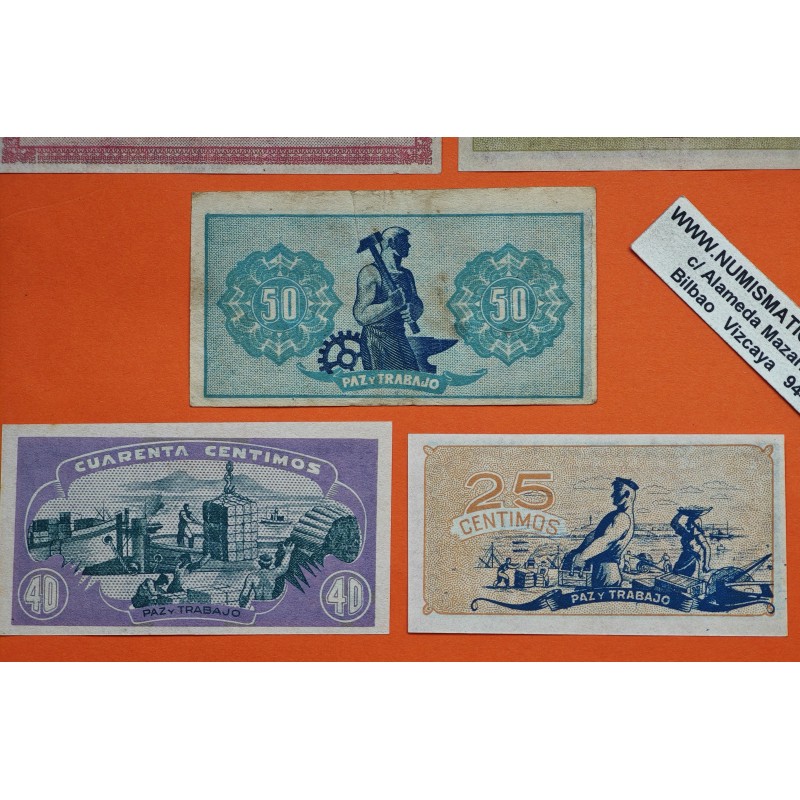 50
50
PAZ Y TRABAJO
WWW.NUMISMATIC
c/ Alameda Mazar
Bilbao Vizcaya 94
CUARENTA CENTIMOS
40
40
PAZ Y TRABAJO
25
CENTIMOS
PAZ Y TRABAJO